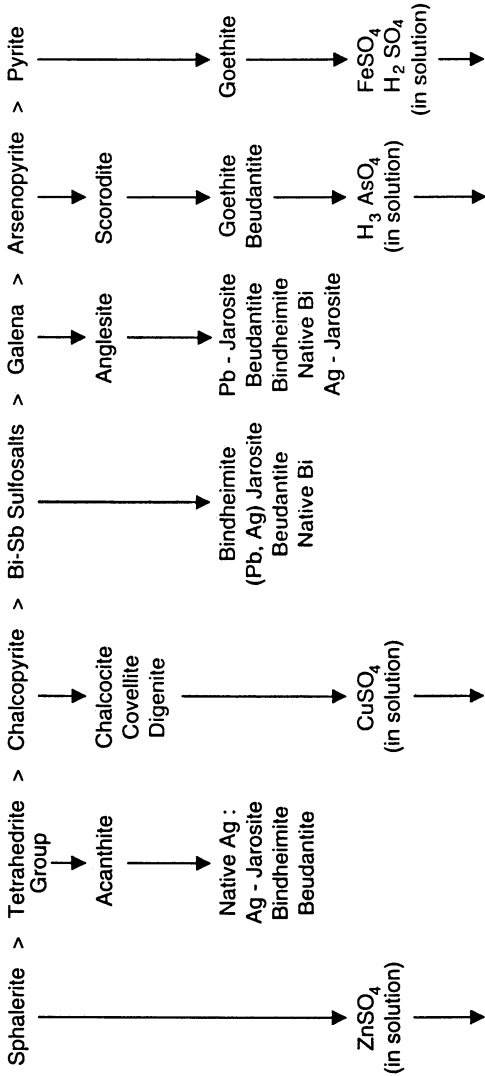 Sphalerite > Tetrahedrite > Chalcopyrite > Bi-Sb Sulfosalts > Galena > Arsenopyrite > Pyrite
Group
Acanthite
Chalcocite
Covellite
Digenite
Anglesite
Scorodite
Native Ag :
Ag - Jarosite
Bindheimite
Beudantite
Bindheimite
(Pb, Ag) Jarosite
Beudantite
Native Bi
Pb - Jarosite
Beudantite
Bindheimite
Native Bi
Ag - Jarosite
Goethite
Beudantite
Goethite
ZnSO4
(in solution)
CuSO4
(in solution)
H3 AsO4
(in solution)
FeSO4
H2 SO4
(in solution)